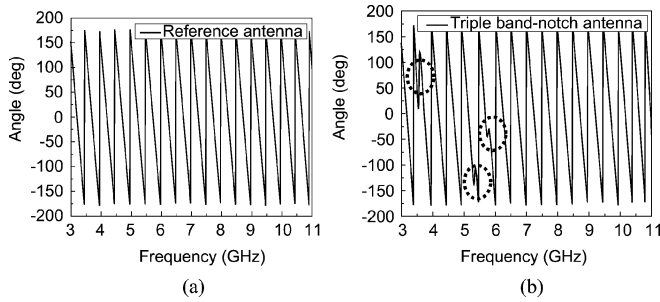 Reference antenna
200
150
100
50
0
-50
-100
-150
-200
Angle (deg)
3 4 5 6 7 8 9 10 11
Frequency (GHz)
(a)
Triple band-notch antenna
200
150
100
50
0
-50
-100
-150
-200
Angle (deg)
3 4 5 6 7 8 9 10 11
Frequency (GHz)
(b)